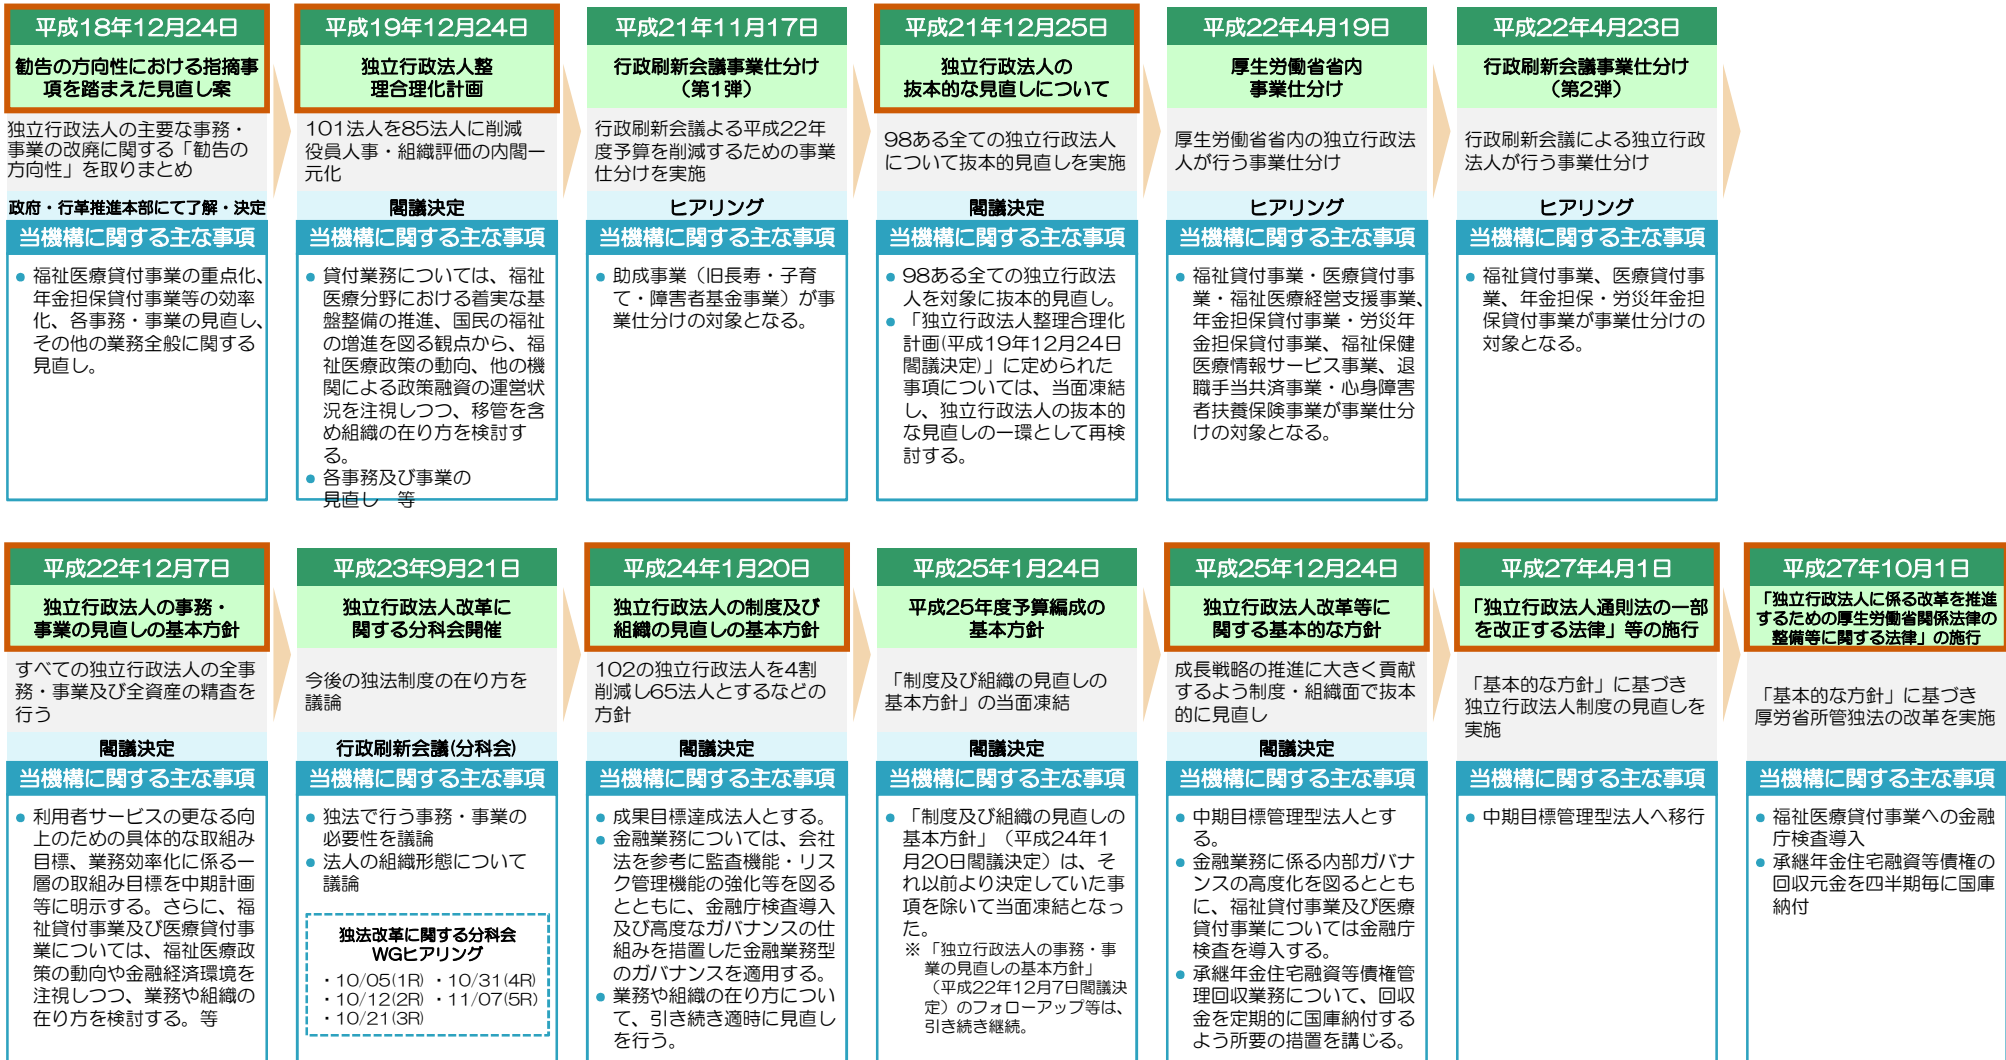 平成18年12月24日
勧告の方向性における指摘事
項を踏まえた見直し案
独立行政法人の主要な事務・
事業の改廃に関する「勧告の
方向性」を取りまとめ
政府・行革推進本部にて了解・決定
当機構に関する主な事項
● 福祉医療貸付事業の重点化、
年金担保貸付事業等の効率
化、各事務・事業の見直し、
その他の業務全般に関する
見直し。
平成19年12月24日
独立行政法人整
理合理化計画
101法人を85法人に削減
役員人事・組織評価の内閣一
元化
閣議決定
当機構に関する主な事項
● 貸付業務については、福祉
医療分野における着実な基
盤整備の推進、国民の福祉
の増進を図る観点から、福
祉医療政策の動向、他の機
関による政策融資の運営状
況を注視しつつ、移管を含
め組織の在り方を検討す
る。
● 各事務及び事業の
見直し 等
平成21年11月17日
行政刷新会議事業仕分け
（第1弾）
行政刷新会議よる平成22年
度予算を削減するための事業
仕分けを実施
ヒアリング
当機構に関する主な事項
● 助成事業（旧長寿・子育
て・障害者基金事業）が事
業仕分けの対象となる。
平成21年12月25日
独立行政法人の
抜本的な見直しについて
98ある全ての独立行政法人
について抜本的見直しを実施
閣議決定
当機構に関する主な事項
● 98ある全ての独立行政法
人を対象に抜本的見直し。
● 「独立行政法人整理合理化
計画(平成19年12月24日
閣議決定)」に定められた
事項については、当面凍結
し、独立行政法人の抜本的
な見直しの一環として再検
討する。
平成22年4月19日
厚生労働省省内
事業仕分け
厚生労働省省内の独立行政法
人が行う事業仕分け
ヒアリング
当機構に関する主な事項
● 福祉貸付事業・医療貸付事
業・福祉医療経営支援事業、
年金担保貸付事業・労災年
金担保貸付事業、福祉保健
医療情報サービス事業、退
職手当共済事業・心身障害
者扶養保険事業が事業仕分
けの対象となる。
平成22年4月23日
行政刷新会議事業仕分け
（第2弾）
行政刷新会議による独立行政
法人が行う事業仕分け
ヒアリング
当機構に関する主な事項
● 福祉貸付事業、医療貸付事
業、年金担保・労災年金担
保貸付事業が事業仕分けの
対象となる。
平成22年12月7日
独立行政法人の事務・
事業の見直しの基本方針
すべての独立行政法人の全事
務・事業及び全資産の精査を
行う
閣議決定
当機構に関する主な事項
● 利用者サービスの更なる向
上のための具体的な取組み
目標、業務効率化に係る一
層の取組み目標を中期計画
等に明示する。さらに、福
祉貸付事業及び医療貸付事
業については、福祉医療政
策の動向や金融経済環境を
注視しつつ、業務や組織の
在り方を検討する。等
平成23年9月21日
独立行政法人改革に
関する分科会開催
今後の独法制度の在り方を
議論
行政刷新会議(分科会)
当機構に関する主な事項
● 独法で行う事務・事業の
必要性を議論
● 法人の組織形態について
議論
独法改革に関する分科会
WGヒアリング
・10/05(1R) ・10/31(4R)
・10/12(2R) ・11/07(5R)
・10/21(3R)
平成24年1月20日
独立行政法人の制度及び
組織の見直しの基本方針
102の独立行政法人を4割
削減し65法人とするなどの
方針
閣議決定
当機構に関する主な事項
● 成果目標達成法人とする。
● 金融業務については、会社
法を参考に監査機能・リス
ク管理機能の強化等を図る
とともに、金融庁検査導入
及び高度なガバナンスの仕
組みを措置した金融業務型
のガバナンスを適用する。
● 業務や組織の在り方につい
て、引き続き適時に見直し
を行う。
平成25年1月24日
平成25年度予算編成の
基本方針
「制度及び組織の見直しの
基本方針」の当面凍結
閣議決定
当機構に関する主な事項
● 「制度及び組織の見直しの
基本方針」（平成24年1
月20日閣議決定）は、そ
れ以前より決定していた事
項を除いて当面凍結となっ
た。
※「独立行政法人の事務・事
業の見直しの基本方針」
（平成22年12月7日閣議決
定）のフォローアップ等は、
引き続き継続。
平成25年12月24日
独立行政法人改革等に
関する基本的な方針
成長戦略の推進に大きく貢献
するよう制度・組織面で抜本
的に見直し
閣議決定
当機構に関する主な事項
● 中期目標管理型法人とす
る。
● 金融業務に係る内部ガバナ
ンスの高度化を図るととも
に、福祉貸付事業及び医療
貸付事業については金融庁
検査を導入する。
● 承継年金住宅融資等債権管
理回収業務について、回収
金を定期的に国庫納付する
よう所要の措置を講じる。
平成27年4月1日
「独立行政法人通則法の一部
を改正する法律」等の施行
「基本的な方針」に基づき
独立行政法人制度の見直しを
実施
当機構に関する主な事項
● 中期目標管理型法人へ移行
平成27年10月1日
「独立行政法人に係る改革を推進
するための厚生労働省関係法律の
整備等に関する法律」の施行
「基本的な方針」に基づき
厚労省所管独法の改革を実施
当機構に関する主な事項
● 福祉医療貸付事業への金融
庁検査導入
● 承継年金住宅融資等債権の
回収元金を四半期毎に国庫
納付